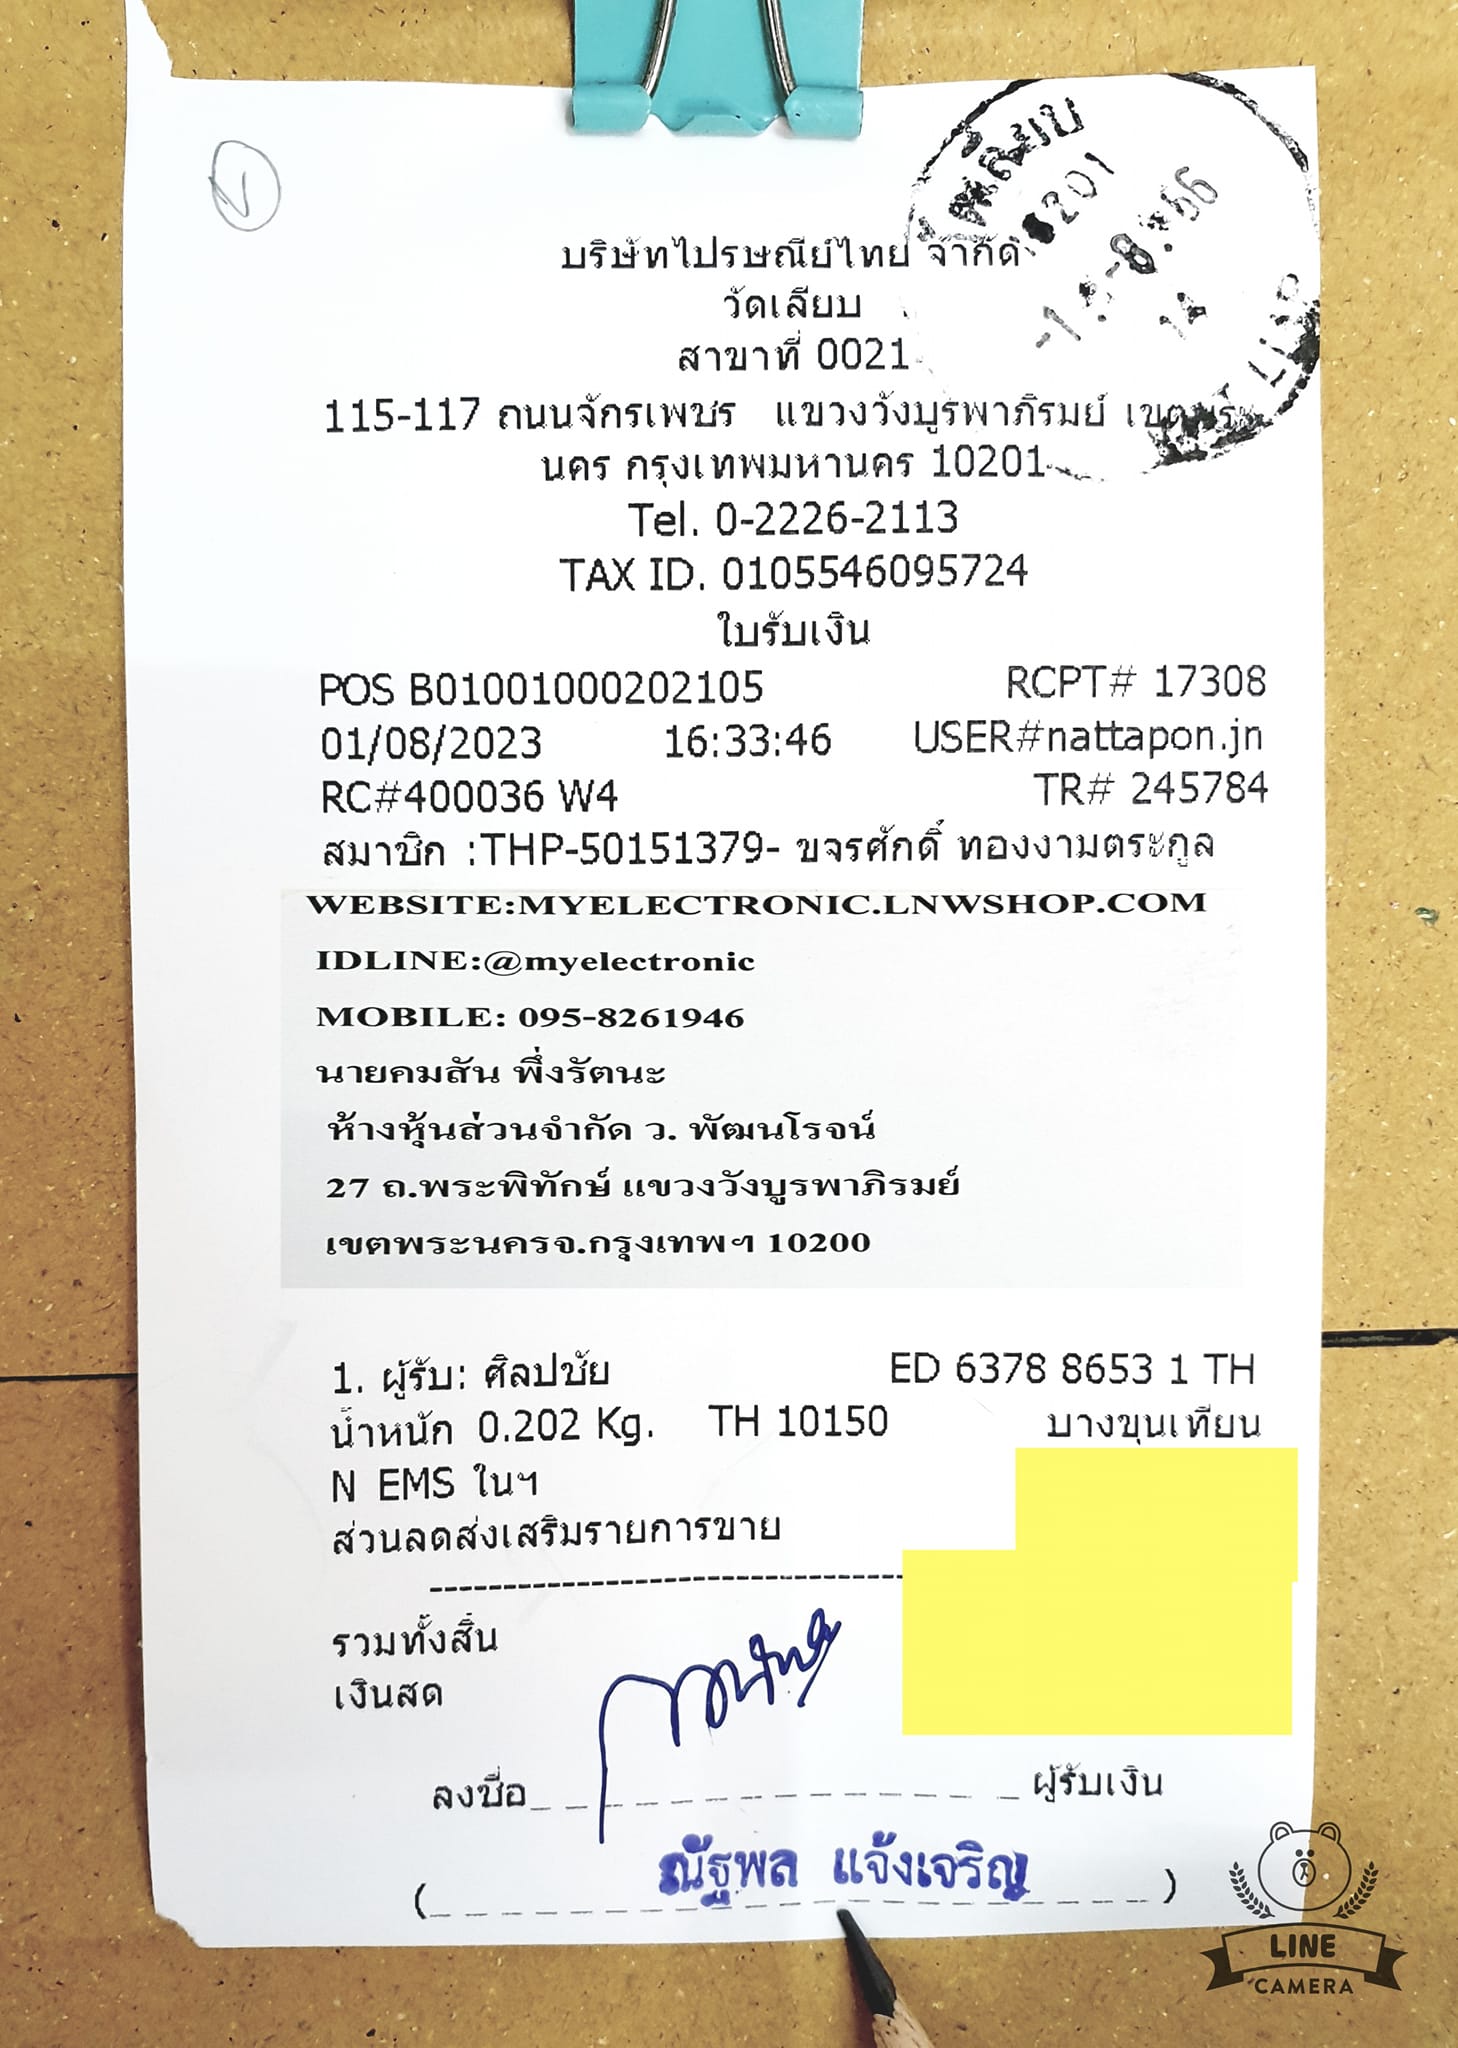 บริษัทไปรษณีย์ไทย จำกัด
วัดเลียบ
สาขาที่ 0021
115-117 ถนนจักรเพชร แขวงวังบูรพาภิรมย์ เขตพระ
นคร กรุงเทพมหานคร 10201
Tel. 0-2226-2113
TAX ID. 0105546095724
ใบรับเงิน
POS B01001000202105 RCPT# 17308
01/08/2023 16:33:46 USER#nattapon.jn
RC#400036 W4 TR# 245784
สมาชิก :THP-50151379- ขจรศักดิ์ ทองงามตระกูล
WEBSITE:MYELECTRONIC.LNWSHOP.COM
IDLINE:@myelectronic
MOBILE: 095-8261946
นายคมสัน พึ่งรัตนะ
ห้างหุ้นส่วนจำกัด ว. พัฒนโรจน์
27 ถ.พระพิทักษ์ แขวงวังบูรพาภิรมย์
เขตพระนครจ.กรุงเทพฯ 10200
1. ผู้รับ: ศิลปชัย ED 6378 8653 1 TH
น้ำหนัก 0.202 Kg. TH 10150 บางขุนเทียน
N EMS ในฯ
ส่วนลดส่งเสริมรายการขาย
รวมทั้งสิ้น
เงินสด
ลงชื่อ ผู้รับเงิน
(ณัฐพล แจ้งเจริญ)
LINE
CAMERA